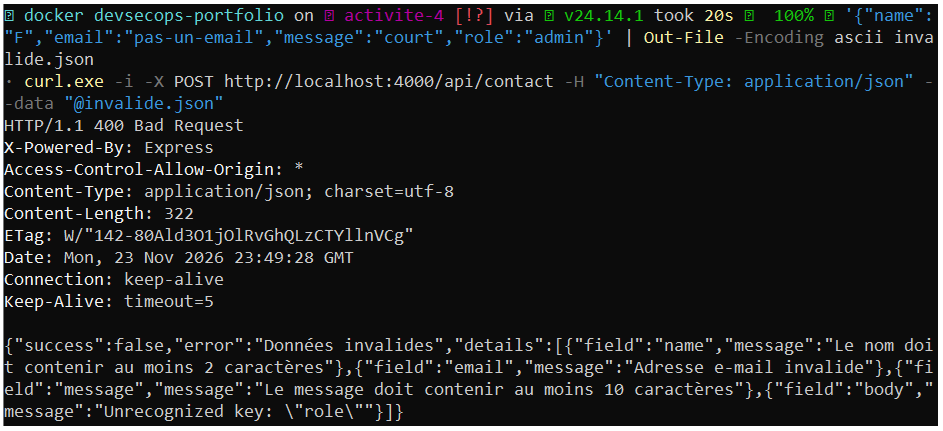 docker devsecops-portfolio on activite-4 [!?] via v24.14.1 took 20s 100% '{"name":
"F","email":"pas-un-email","message":"court","role":"admin"}' | Out-File -Encoding ascii inva
lide.json
· curl.exe -i -X POST http://localhost:4000/api/contact -H "Content-Type: application/json" -
-data "@invalide.json"
HTTP/1.1 400 Bad Request
X-Powered-By: Express
Access-Control-Allow-Origin: *
Content-Type: application/json; charset=utf-8
Content-Length: 322
ETag: W/"142-80Ald3O1jOlRvGhQLzCTYllnVCg"
Date: Mon, 23 Nov 2026 23:49:28 GMT
Connection: keep-alive
Keep-Alive: timeout=5

{"success":false,"error":"Données invalides","details":[{"field":"name","message":"Le nom doi
t contenir au moins 2 caractères"},{"field":"email","message":"Adresse e-mail invalide"},{"fi
eld":"message","message":"Le message doit contenir au moins 10 caractères"},{"field":"body","
message":"Unrecognized key: \"role\""}]}